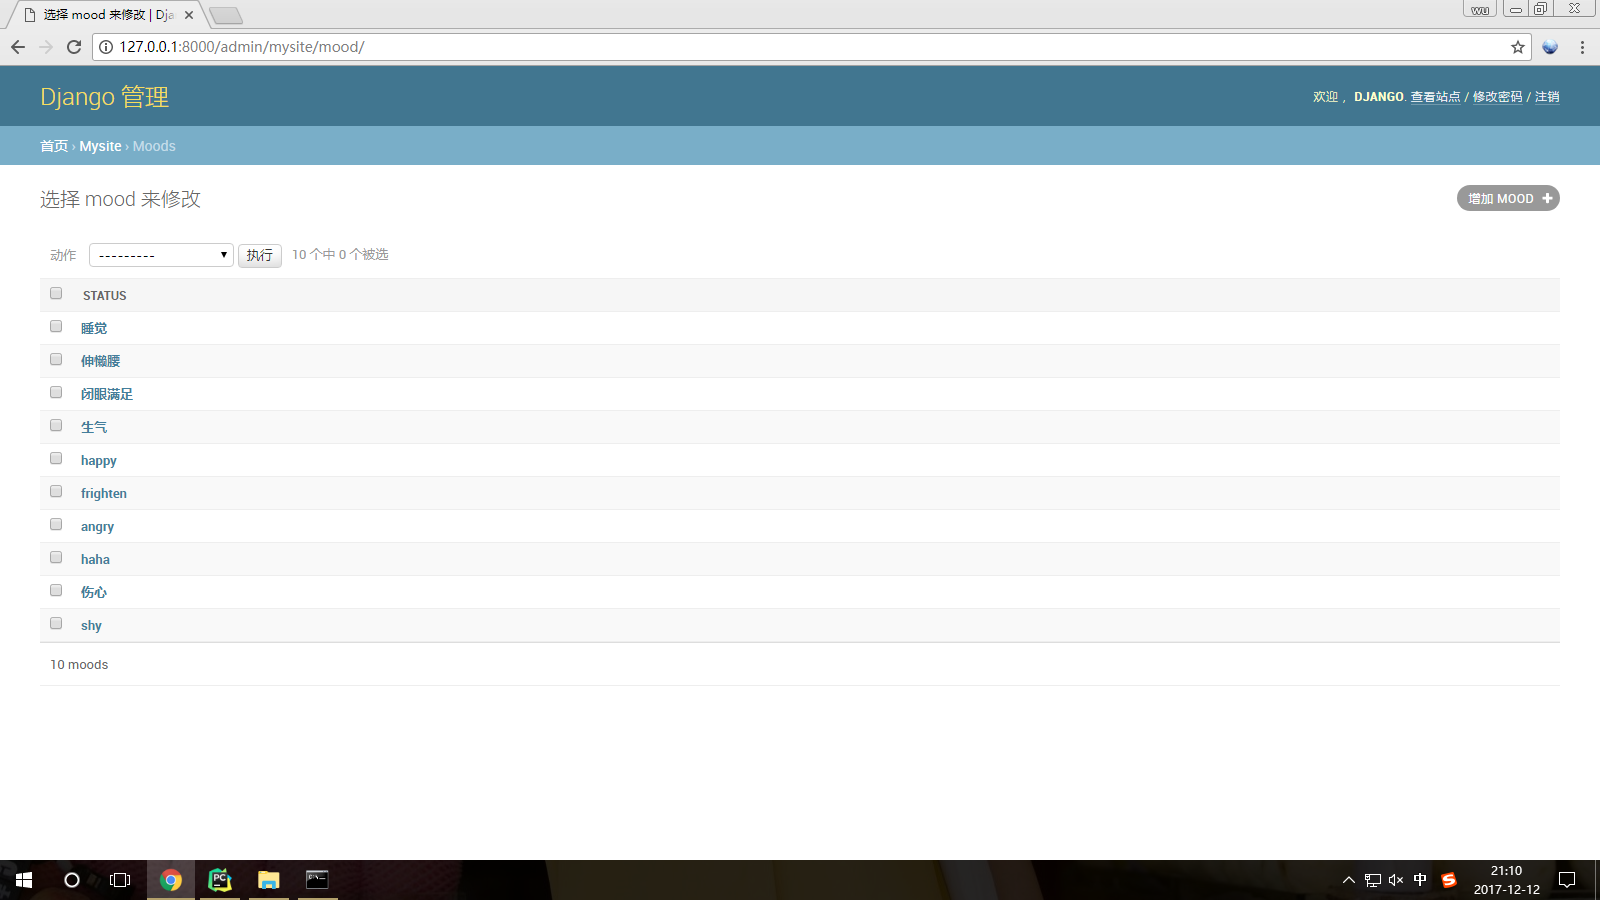 选择 mood 来修改 | Dja
wu
127.0.0.1:8000/admin/mysite/mood/
Django 管理
欢迎， DJANGO. 查看站点 / 修改密码 / 注销
首页 › Mysite › Moods
选择 mood 来修改
增加 MOOD
动作 --------- 执行 10 个中 0 个被选
STATUS
睡觉
伸懒腰
闭眼满足
生气
happy
frighten
angry
haha
伤心
shy
10 moods
中
21:10
2017-12-12